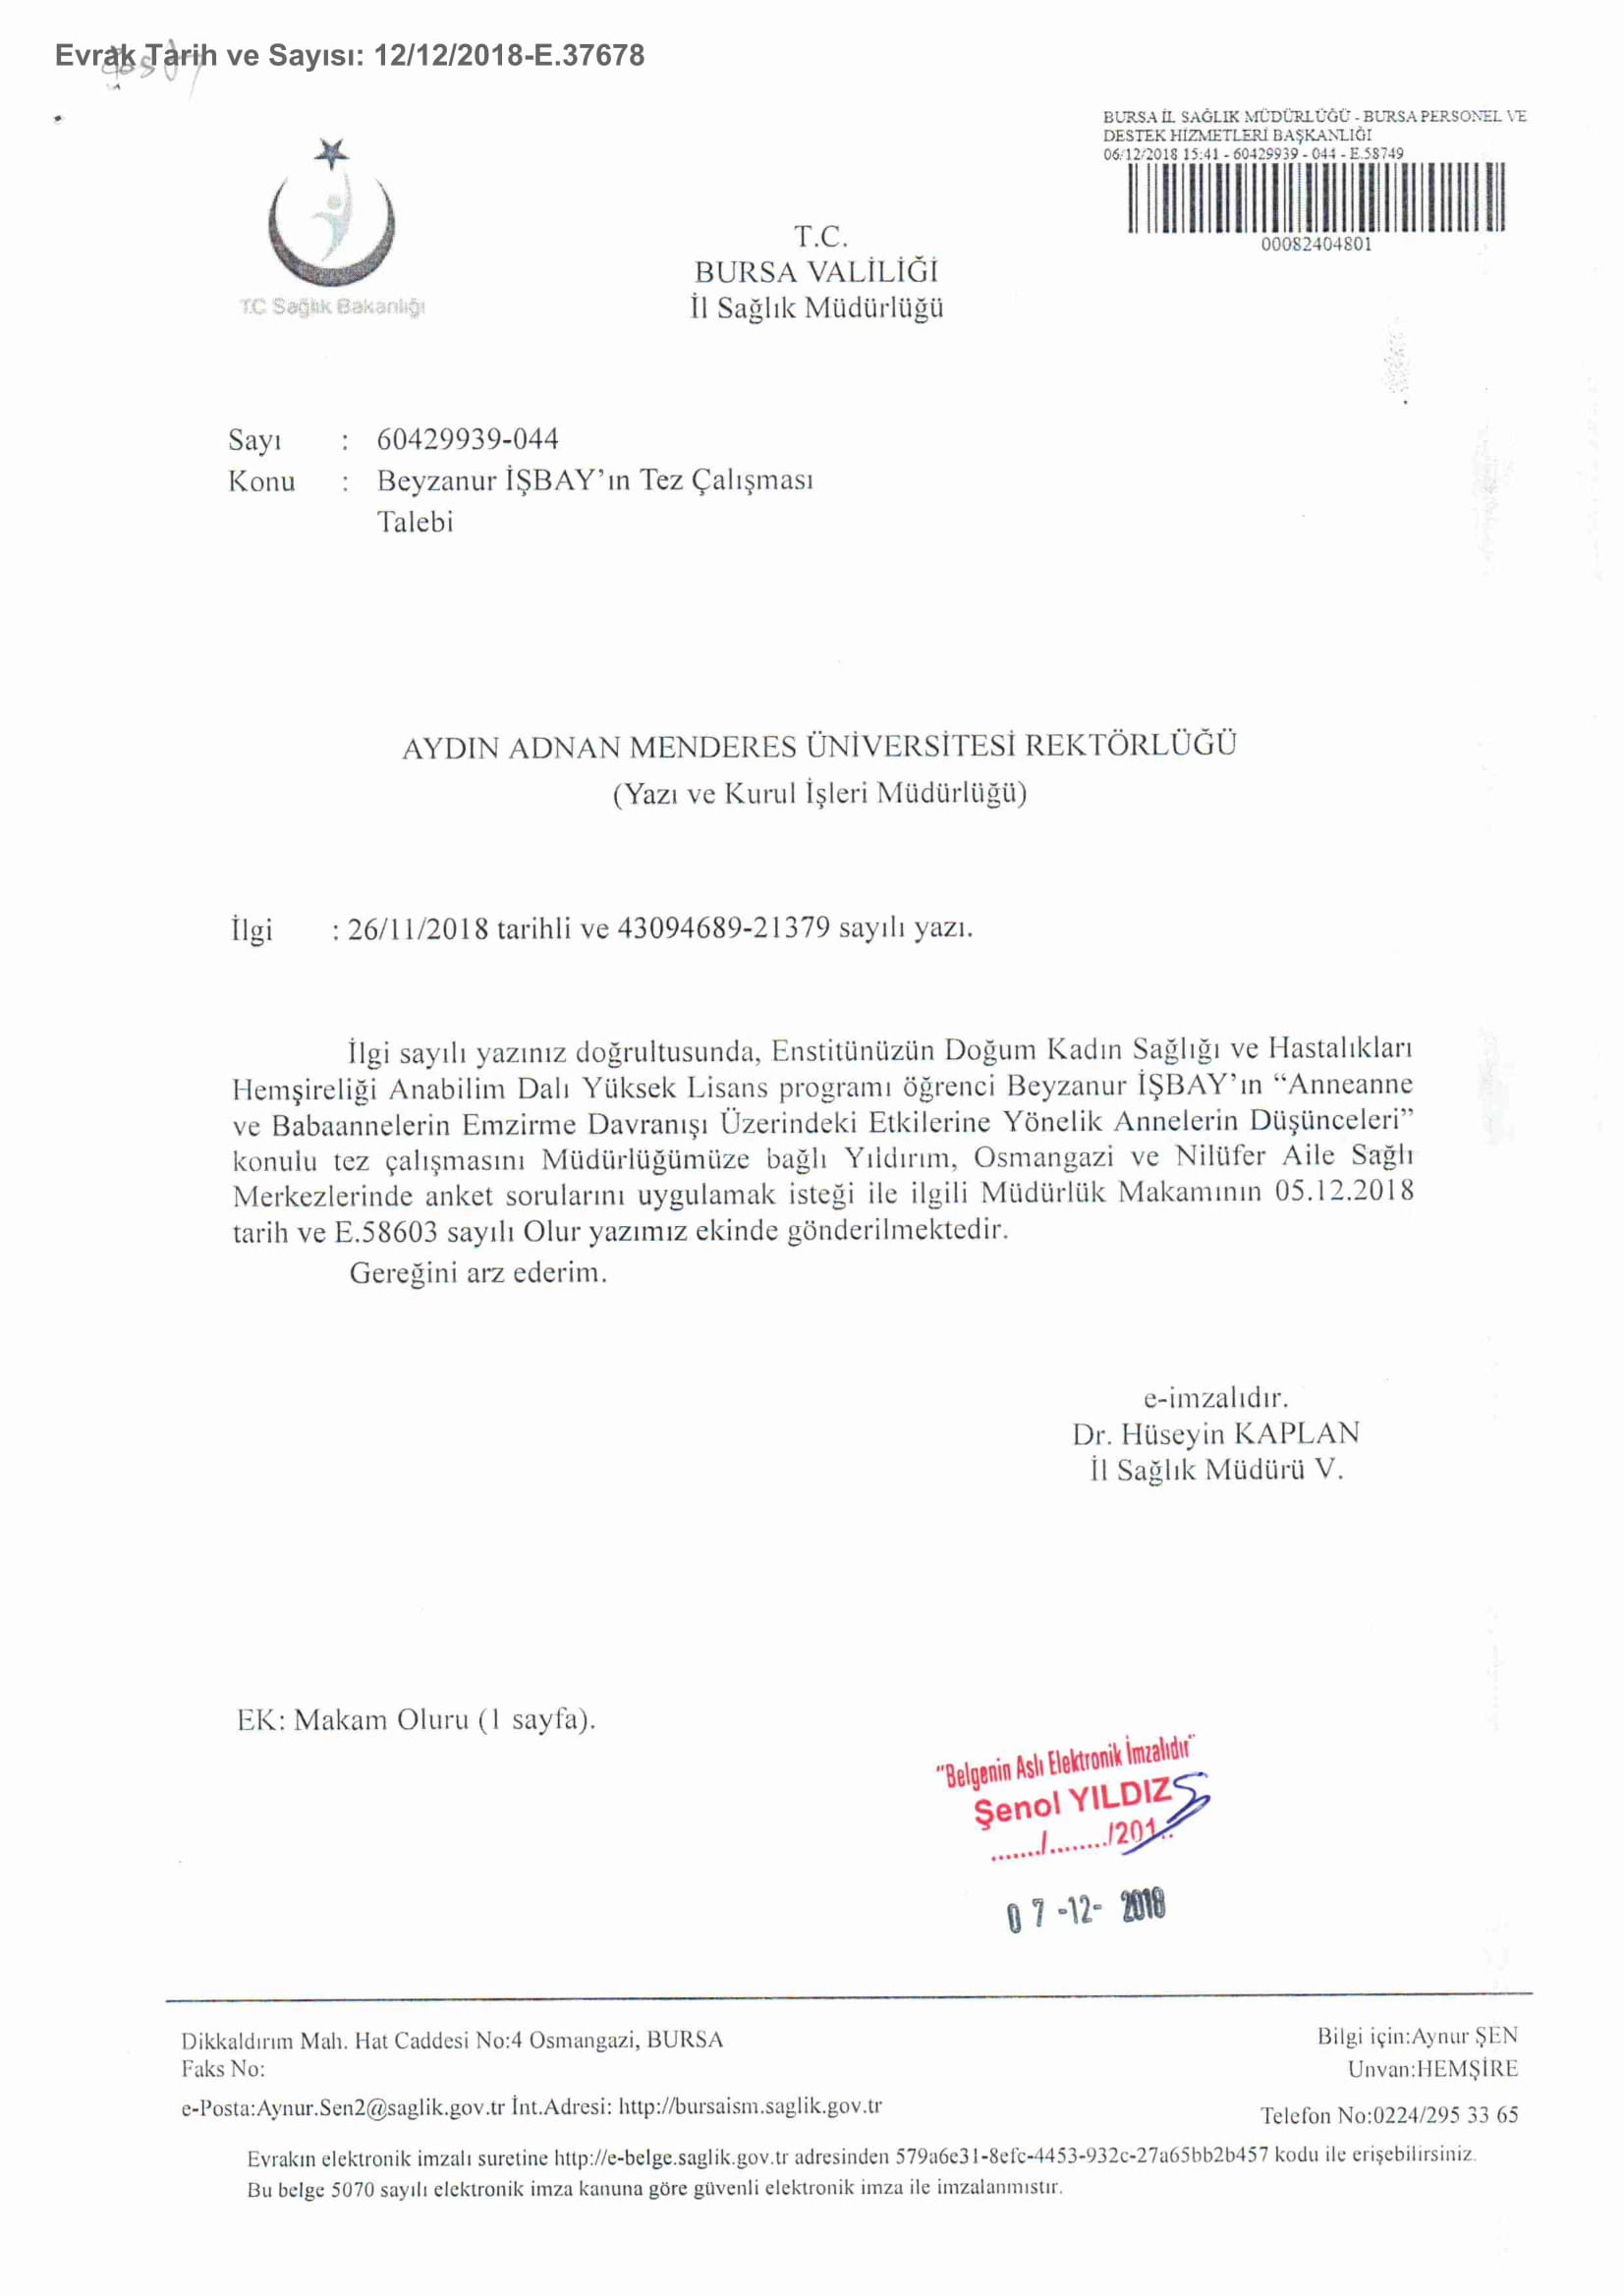 Evrak Tarih ve Sayısı: 12/12/2018-E.37678
BURSA İL SAĞLIK MÜDÜRLÜĞÜ - BURSA PERSONEL VE
DESTEK HİZMETLERİ BAŞKANLIĞI
06/12/2018 15:41 - 60429939 - 044 - E.58749
00082404801
T.C. Sağlık Bakanlığı
T.C.
BURSA VALİLİĞİ
İl Sağlık Müdürlüğü
Sayı : 60429939-044
Konu : Beyzanur İŞBAY'ın Tez Çalışması
Talebi
AYDIN ADNAN MENDERES ÜNİVERSİTESİ REKTÖRLÜĞÜ
(Yazı ve Kurul İşleri Müdürlüğü)
İlgi : 26/11/2018 tarihli ve 43094689-21379 sayılı yazı.
İlgi sayılı yazınız doğrultusunda, Enstitünüzün Doğum Kadın Sağlığı ve Hastalıkları
Hemşireliği Anabilim Dalı Yüksek Lisans programı öğrenci Beyzanur İŞBAY'ın “Anneanne
ve Babaannelerin Emzirme Davranışı Üzerindeki Etkilerine Yönelik Annelerin Düşünceleri”
konulu tez çalışmasını Müdürlüğümüze bağlı Yıldırım, Osmangazi ve Nilüfer Aile Sağlı
Merkezlerinde anket sorularını uygulamak isteği ile ilgili Müdürlük Makamının 05.12.2018
tarih ve E.58603 sayılı Olur yazımız ekinde gönderilmektedir.
Gereğini arz ederim.
e-imzalıdır.
Dr. Hüseyin KAPLAN
İl Sağlık Müdürü V.
EK: Makam Oluru (1 sayfa).
"Belgenin Aslı Elektronik İmzalıdır"
Şenol YILDIZ
......./......../201..
07-12- 2018
Dikkaldırım Mah. Hat Caddesi No:4 Osmangazi, BURSA
Bilgi için:Aynur ŞEN
Faks No:
Unvan:HEMŞİRE
e-Posta:Aynur.Sen2@saglik.gov.tr İnt.Adresi: http://bursaism.saglik.gov.tr
Telefon No:0224/295 33 65
Evrakın elektronik imzalı suretine http://e-belge.saglik.gov.tr adresinden 579a6e31-8efc-4453-932c-27a65bb2b457 kodu ile erişebilirsiniz.
Bu belge 5070 sayılı elektronik imza kanuna göre güvenli elektronik imza ile imzalanmıstır.